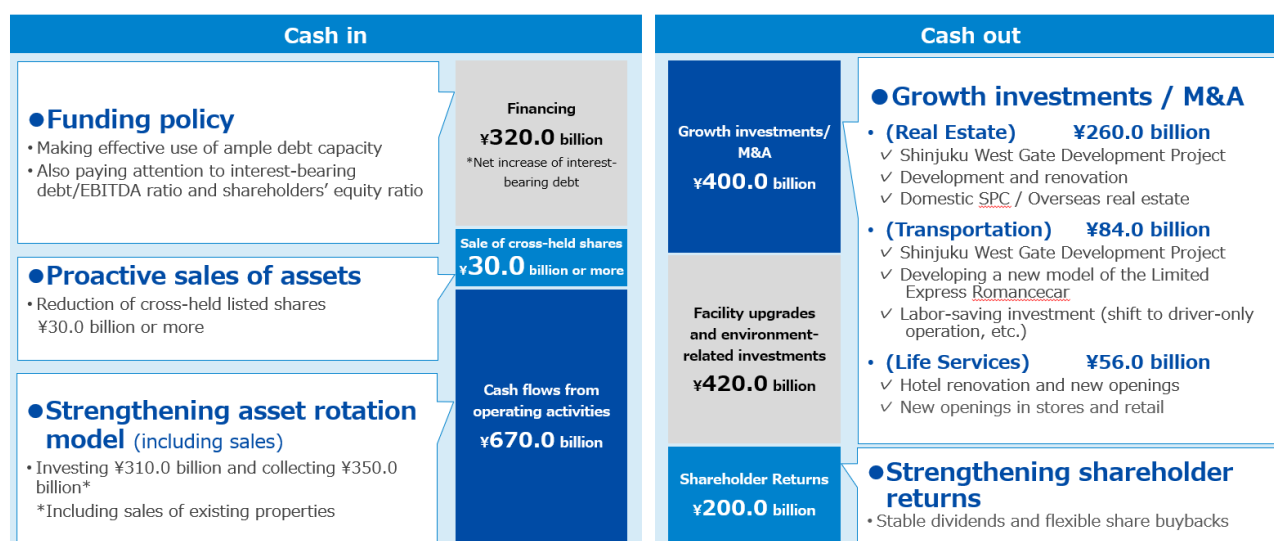 Cash in
●Funding policy
・Making effective use of ample debt capacity
・Also paying attention to interest-bearing
debt/EBITDA ratio and shareholders’ equity ratio
●Proactive sales of assets
・Reduction of cross-held listed shares
¥30.0 billion or more
●Strengthening asset rotation
model (including sales)
・Investing ¥310.0 billion and collecting ¥350.0
billion*
*Including sales of existing properties
Financing
¥320.0 billion
*Net increase of interest-
bearing debt
Sale of cross-held shares
¥30.0 billion or more
Cash flows from
operating activities
¥670.0 billion
Cash out
Growth investments/
M&A
¥400.0 billion
Facility upgrades
and environment-
related investments
¥420.0 billion
Shareholder Returns
¥200.0 billion
●Growth investments / M&A
• (Real Estate) ¥260.0 billion
✓ Shinjuku West Gate Development Project
✓ Development and renovation
✓ Domestic SPC / Overseas real estate
• (Transportation) ¥84.0 billion
✓ Shinjuku West Gate Development Project
✓ Developing a new model of the Limited
Express Romancecar
✓ Labor-saving investment (shift to driver-only
operation, etc.)
• (Life Services) ¥56.0 billion
✓ Hotel renovation and new openings
✓ New openings in stores and retail
●Strengthening shareholder
returns
・Stable dividends and flexible share buybacks